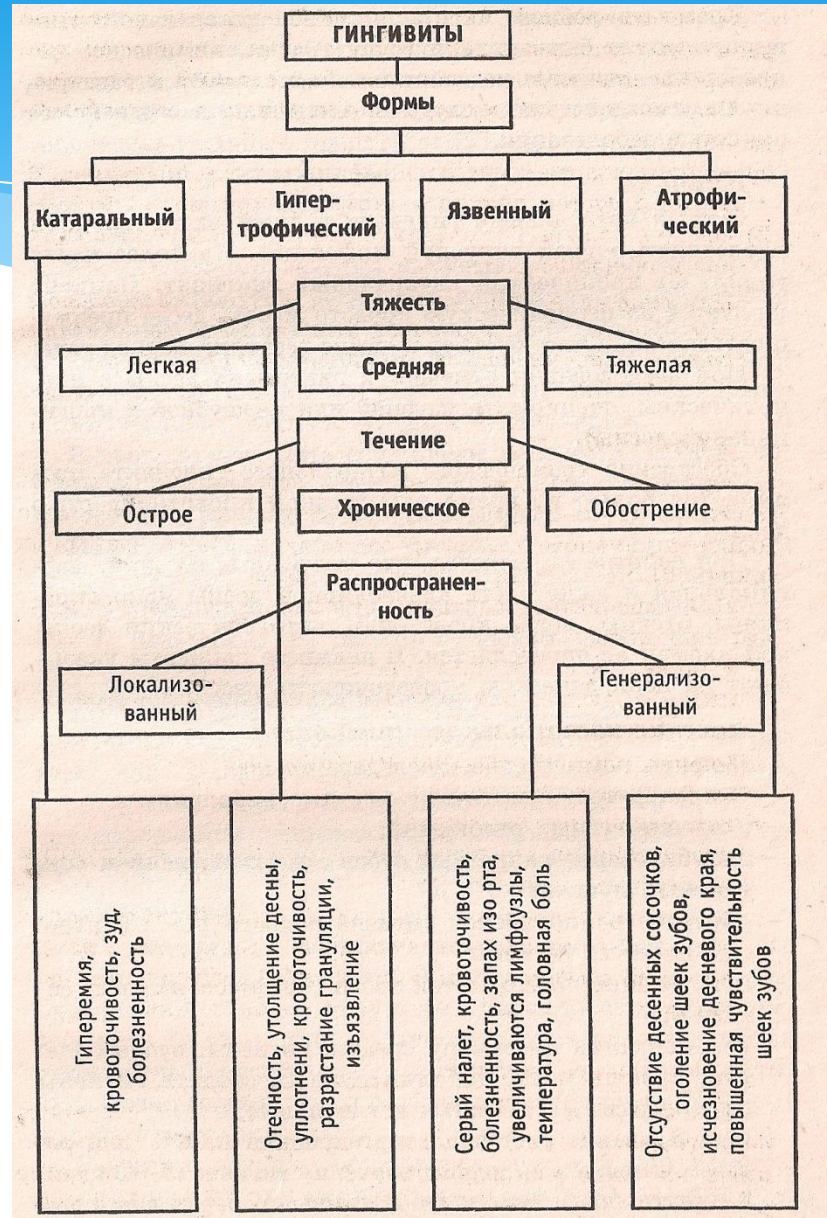 ГИНГИВИТЫ
Формы
Катаральный
Гипер-
трофический
Язвенный
Атрофи-
ческий
Тяжесть
Легкая
Средняя
Тяжелая
Течение
Острое
Хроническое
Обострение
Распространен-
ность
Локализо-
ванный
Генерализо-
ванный
Гиперемия,
кровоточивость, зуд,
болезненность
Отечность, утолщение десны,
уплотнени, кровоточивость,
разрастание грануляции,
изъязвление
Серый налет, кровоточивость,
болезненность, запах изо рта,
увеличиваются лимфоузлы,
температура, головная боль
Отсутствие десенных сосочков,
оголение шеек зубов,
исчезновение десневого края,
повышенная чувствительность
шеек зубов